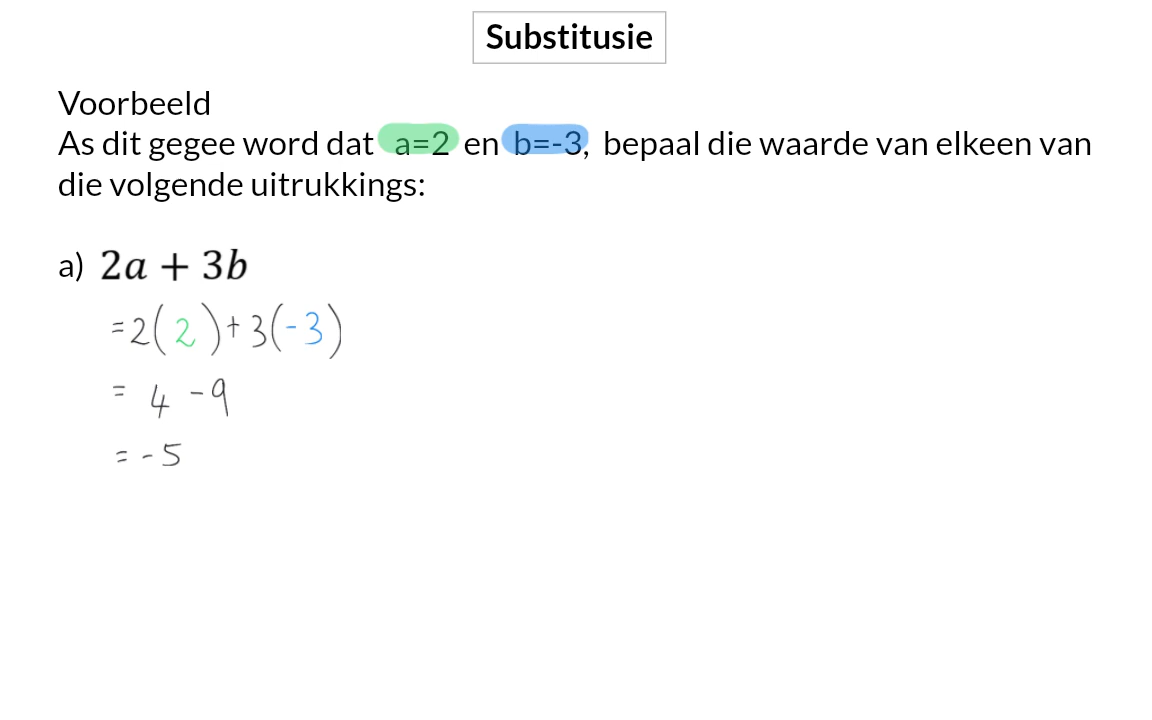 Substitusie
Voorbeeld
As dit gegee word dat a=2 en b=-3, bepaal die waarde van elkeen van
die volgende uitrukkings:
a) 2a + 3b
=2(2)+3(-3)
= 4 -9
= -5